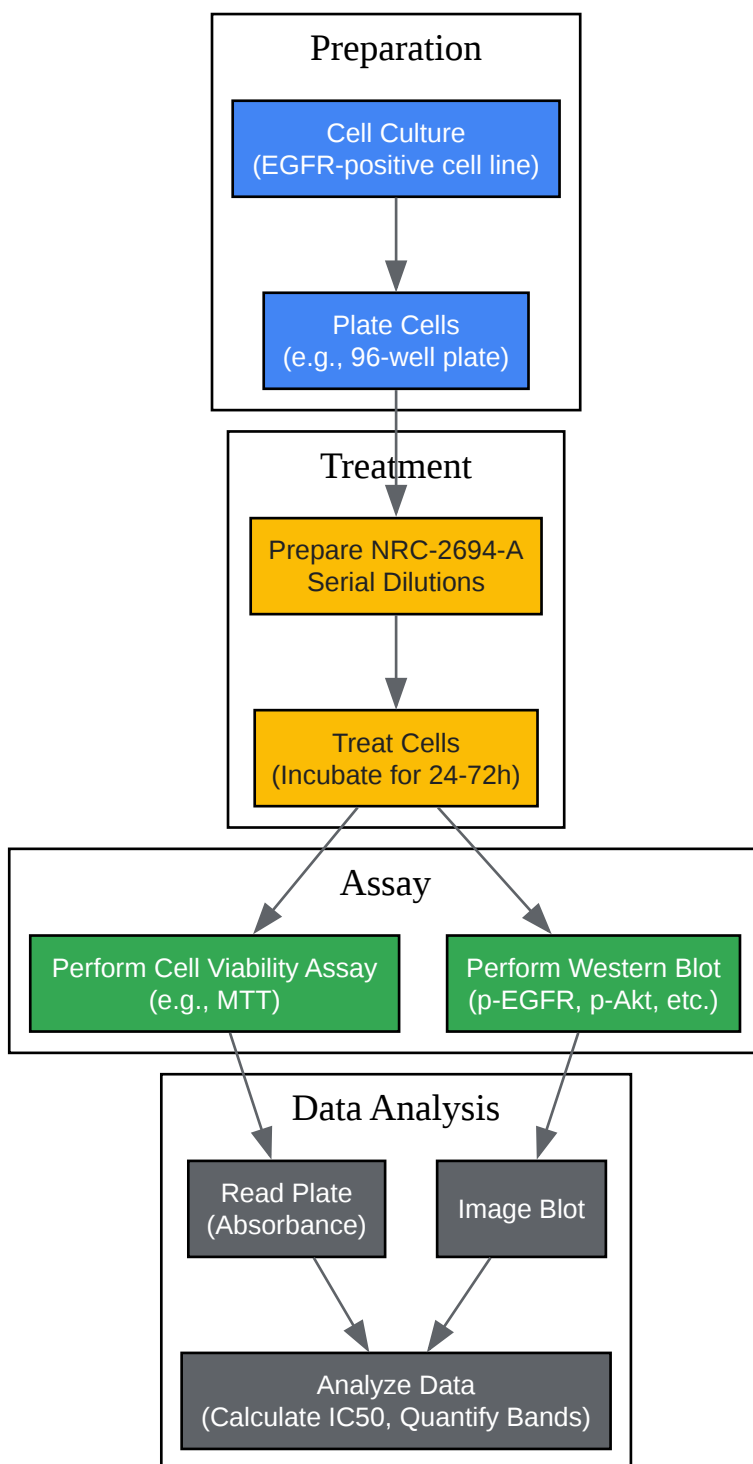 Preparation
Cell Culture
(EGFR-positive cell line)
Plate Cells
(e.g., 96-well plate)
Treatment
Prepare NRC-2694-A
Serial Dilutions
Treat Cells
(Incubate for 24-72h)
Assay
Perform Cell Viability Assay
(e.g., MTT)
Perform Western Blot
(p-EGFR, p-Akt, etc.)
Data Analysis
Read Plate
(Absorbance)
Image Blot
Analyze Data
(Calculate IC50, Quantify Bands)